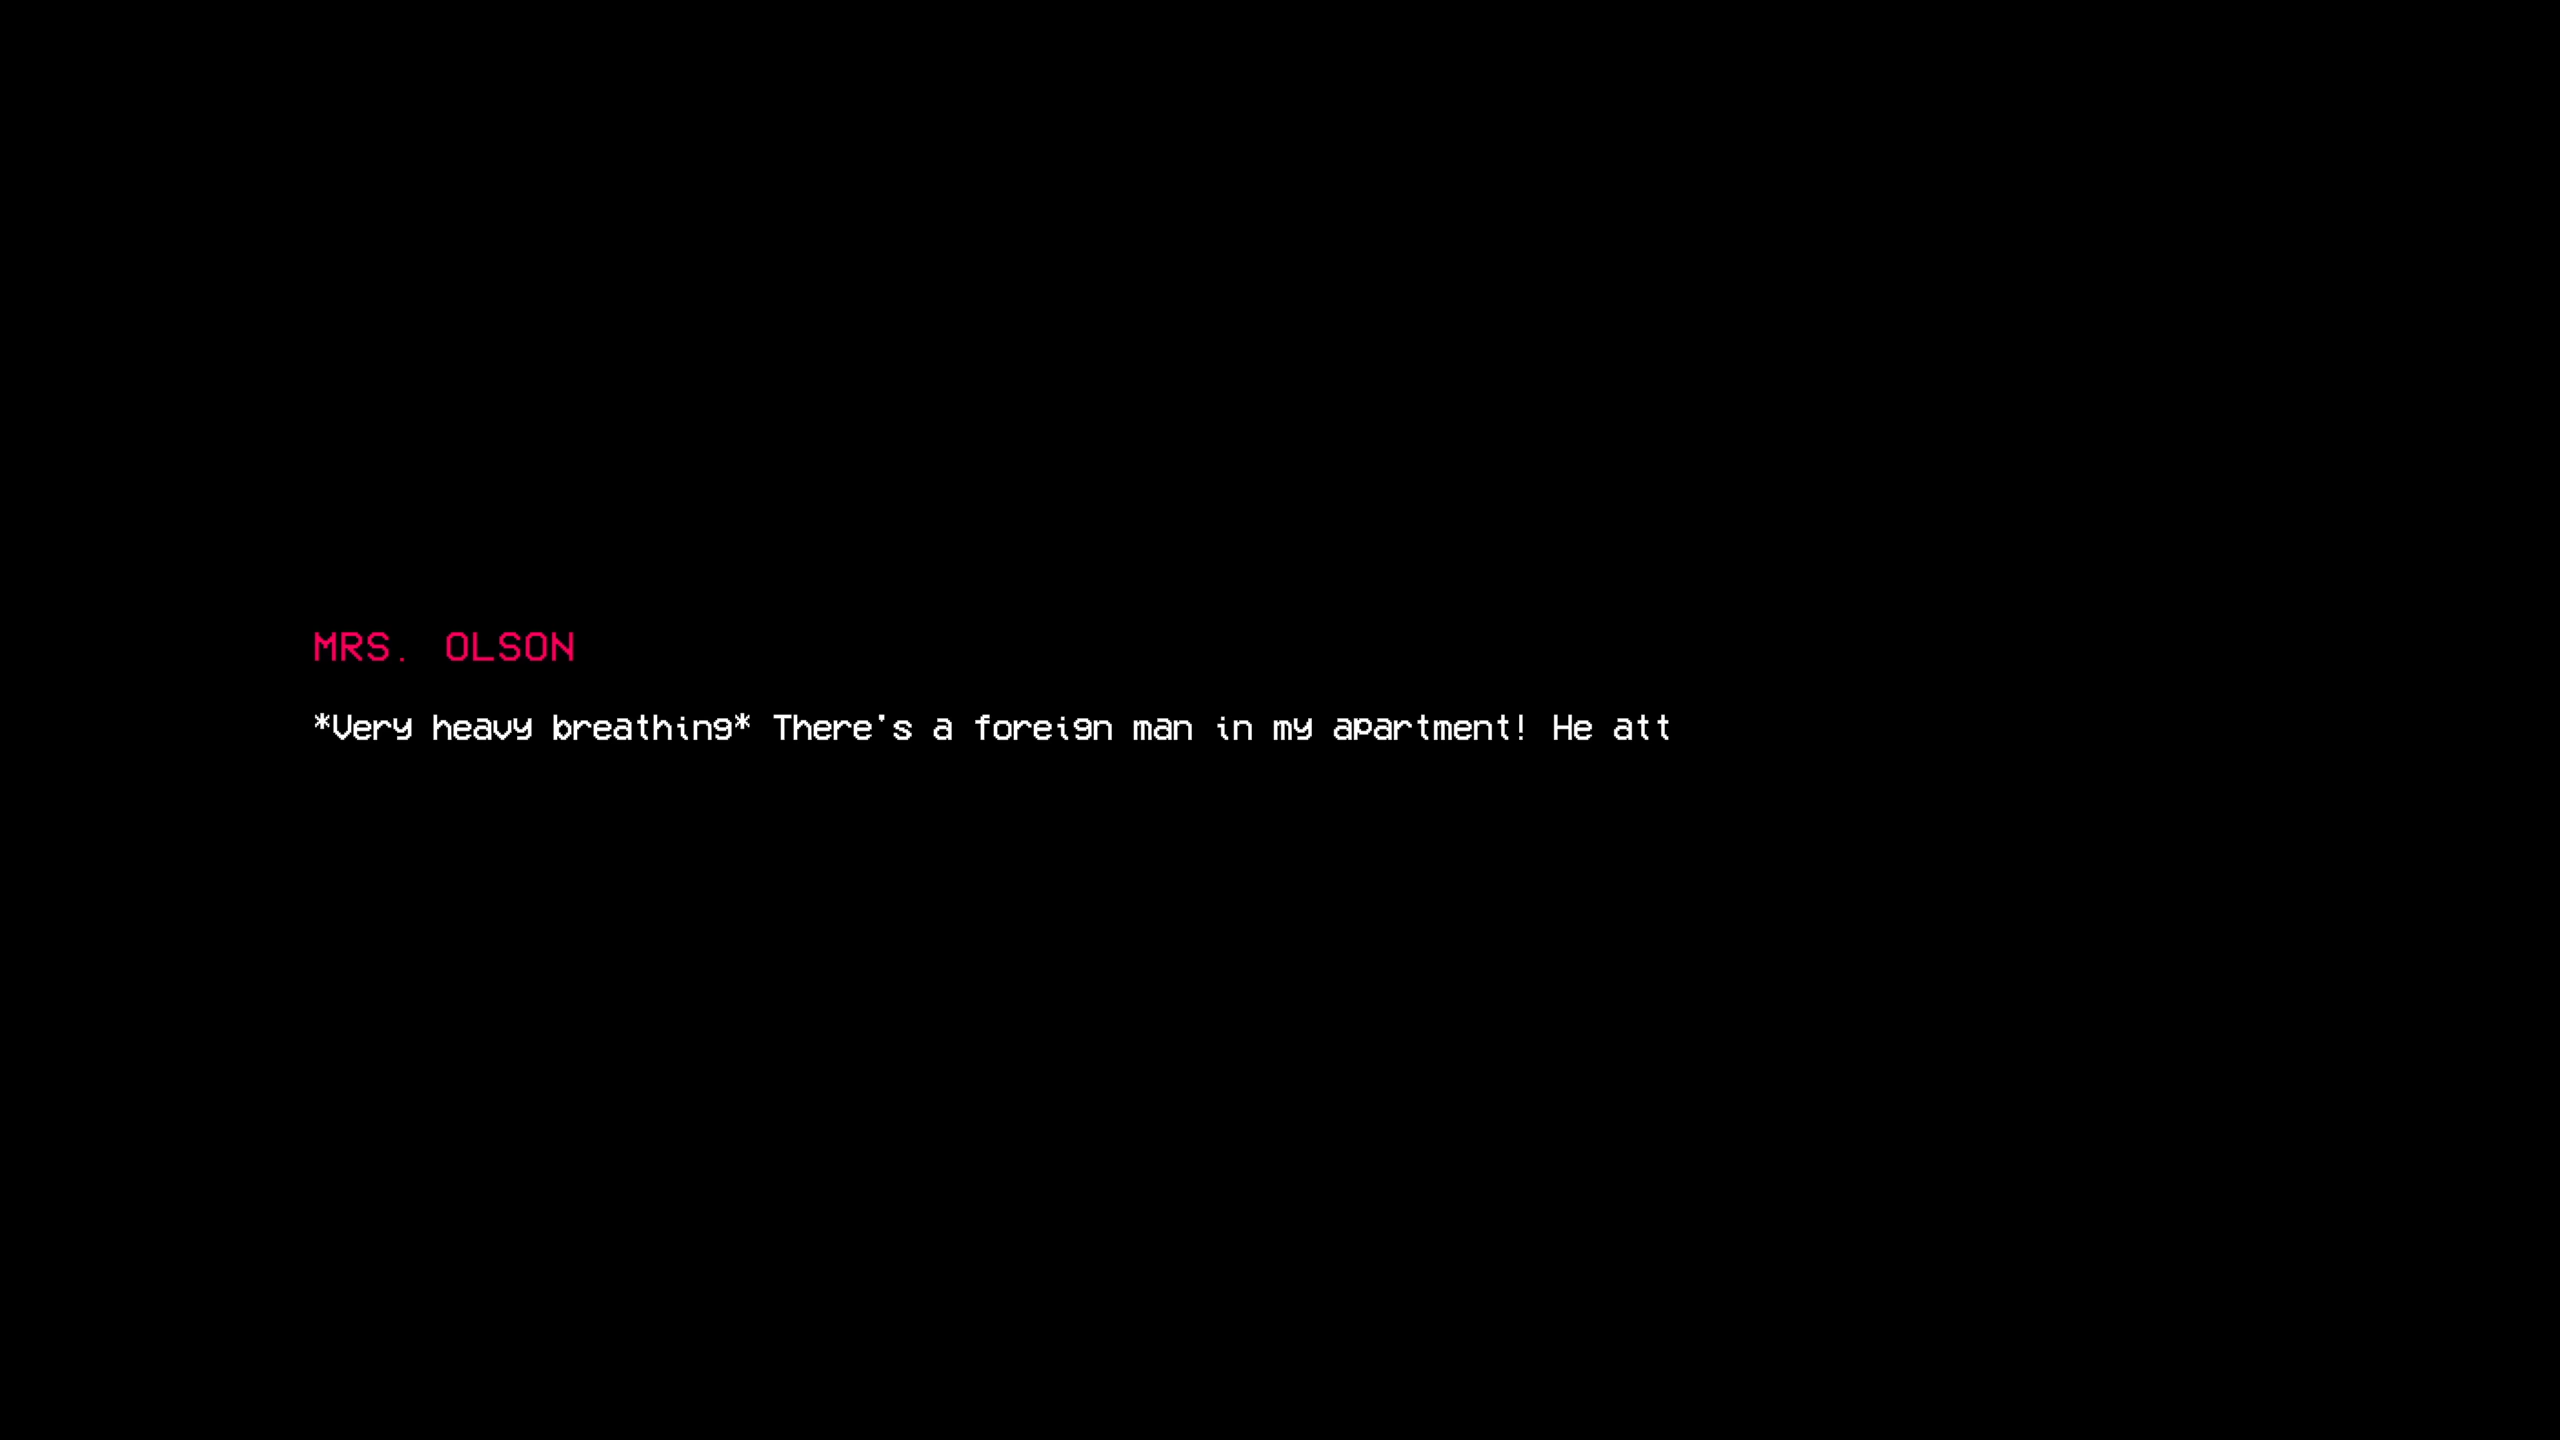 MRS. OLSON
*Very heavy breathing* There's a foreign man in my apartment! He att